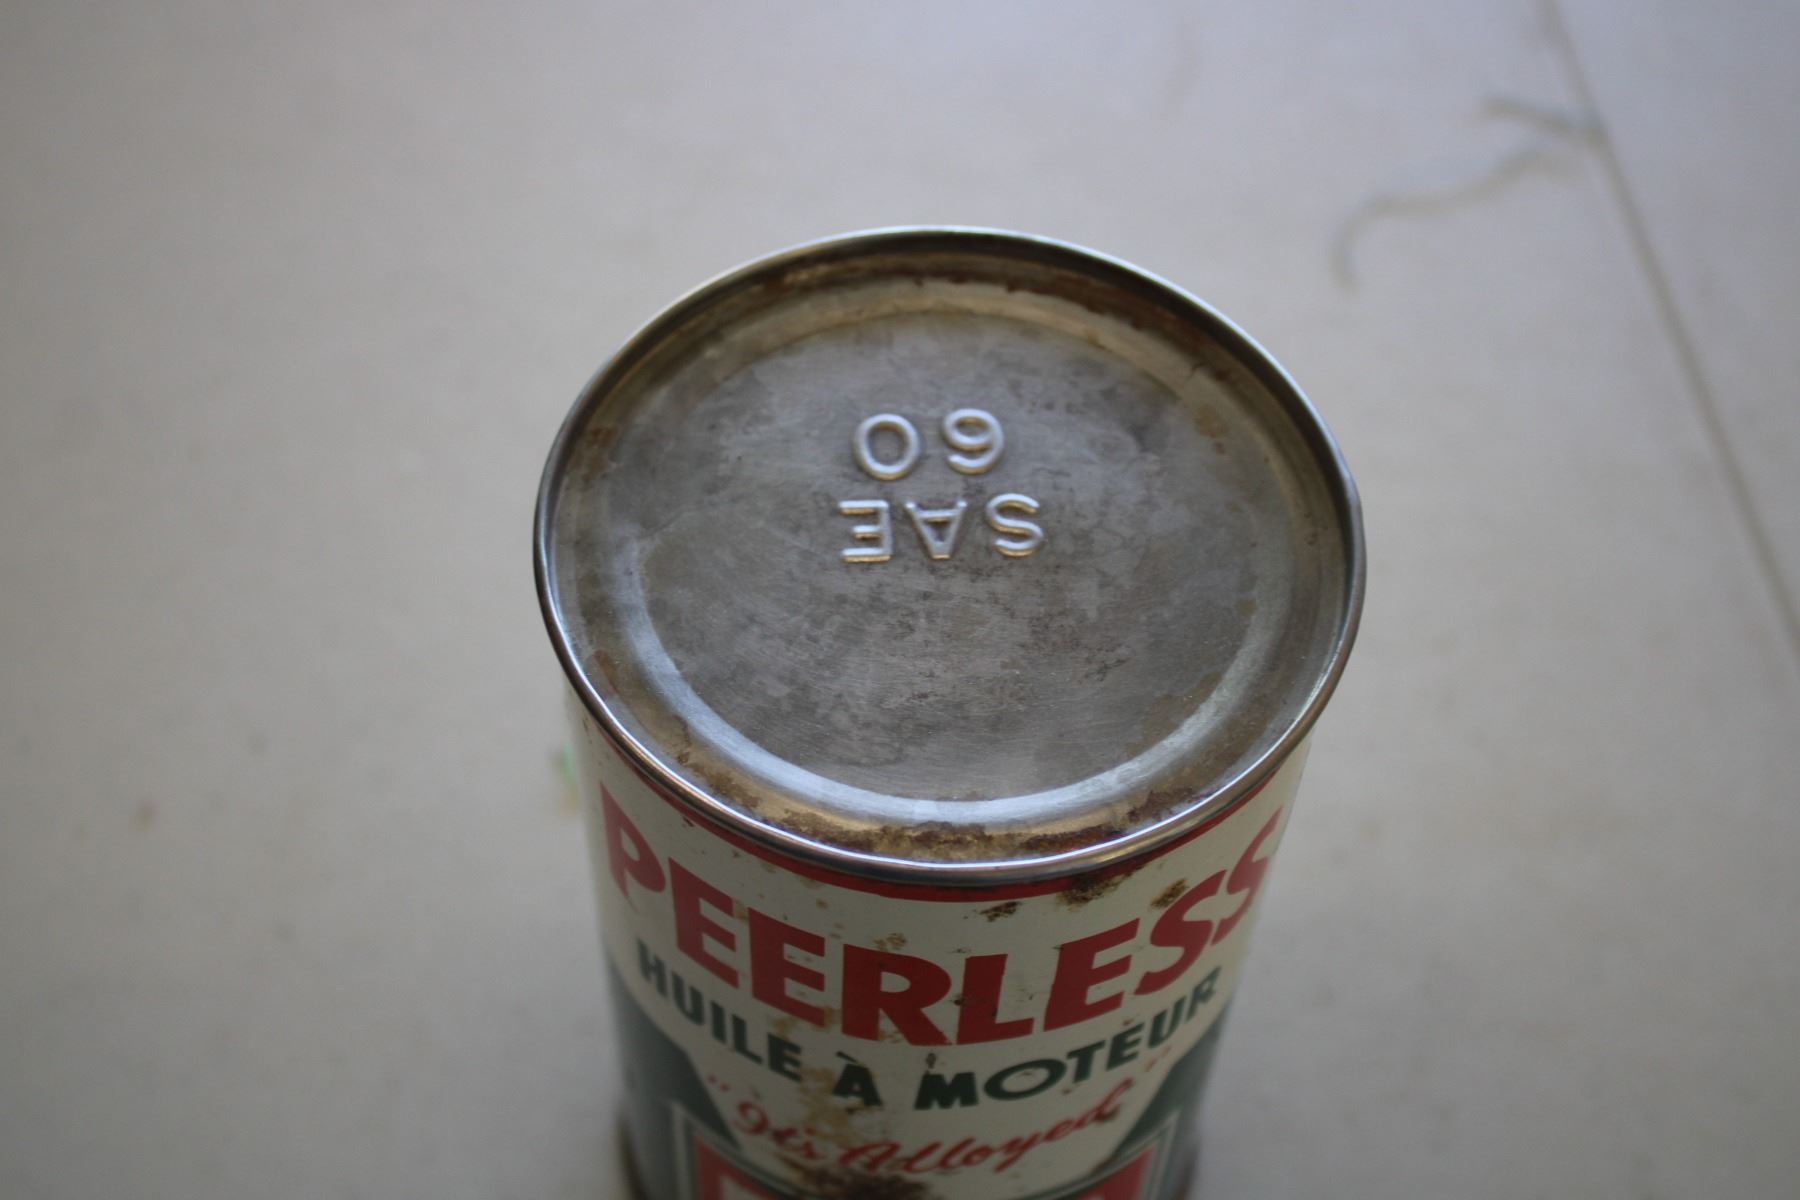 SAE
60
PEERLESS
HUILE À MOTEUR
"It's Alloyed"